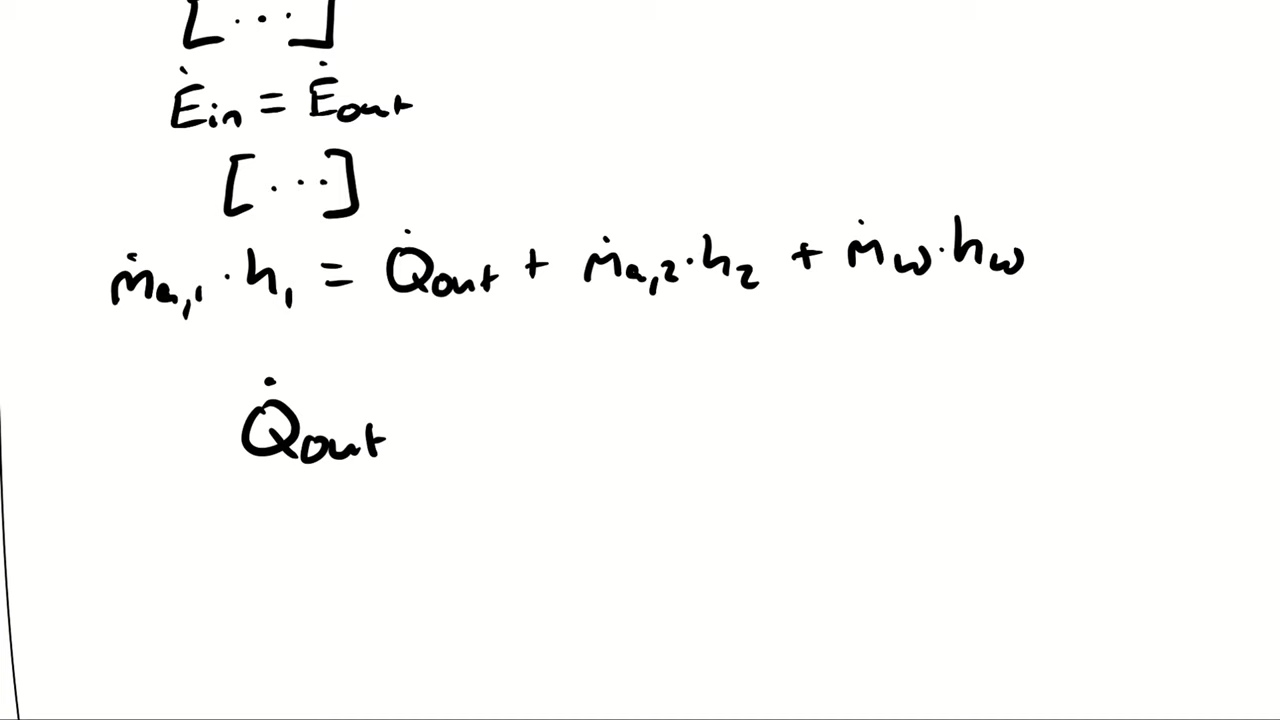 [...]
Ėin = Ėout
[...]
ṁa,1 · h1 = Q̇out + ṁa,2 · h2 + ṁw · hw
Q̇out